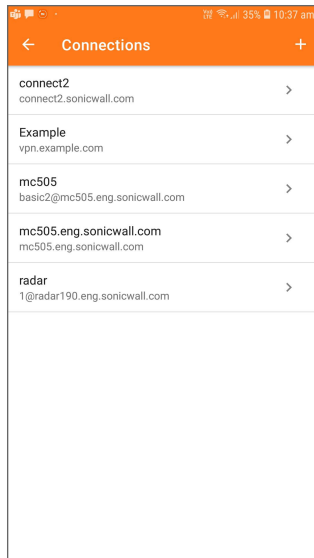 35% 10:37 am
Connections
connect2
connect2.sonicwall.com
Example
vpn.example.com
mc505
basic2@mc505.eng.sonicwall.com
mc505.eng.sonicwall.com
mc505.eng.sonicwall.com
radar
1@radar190.eng.sonicwall.com